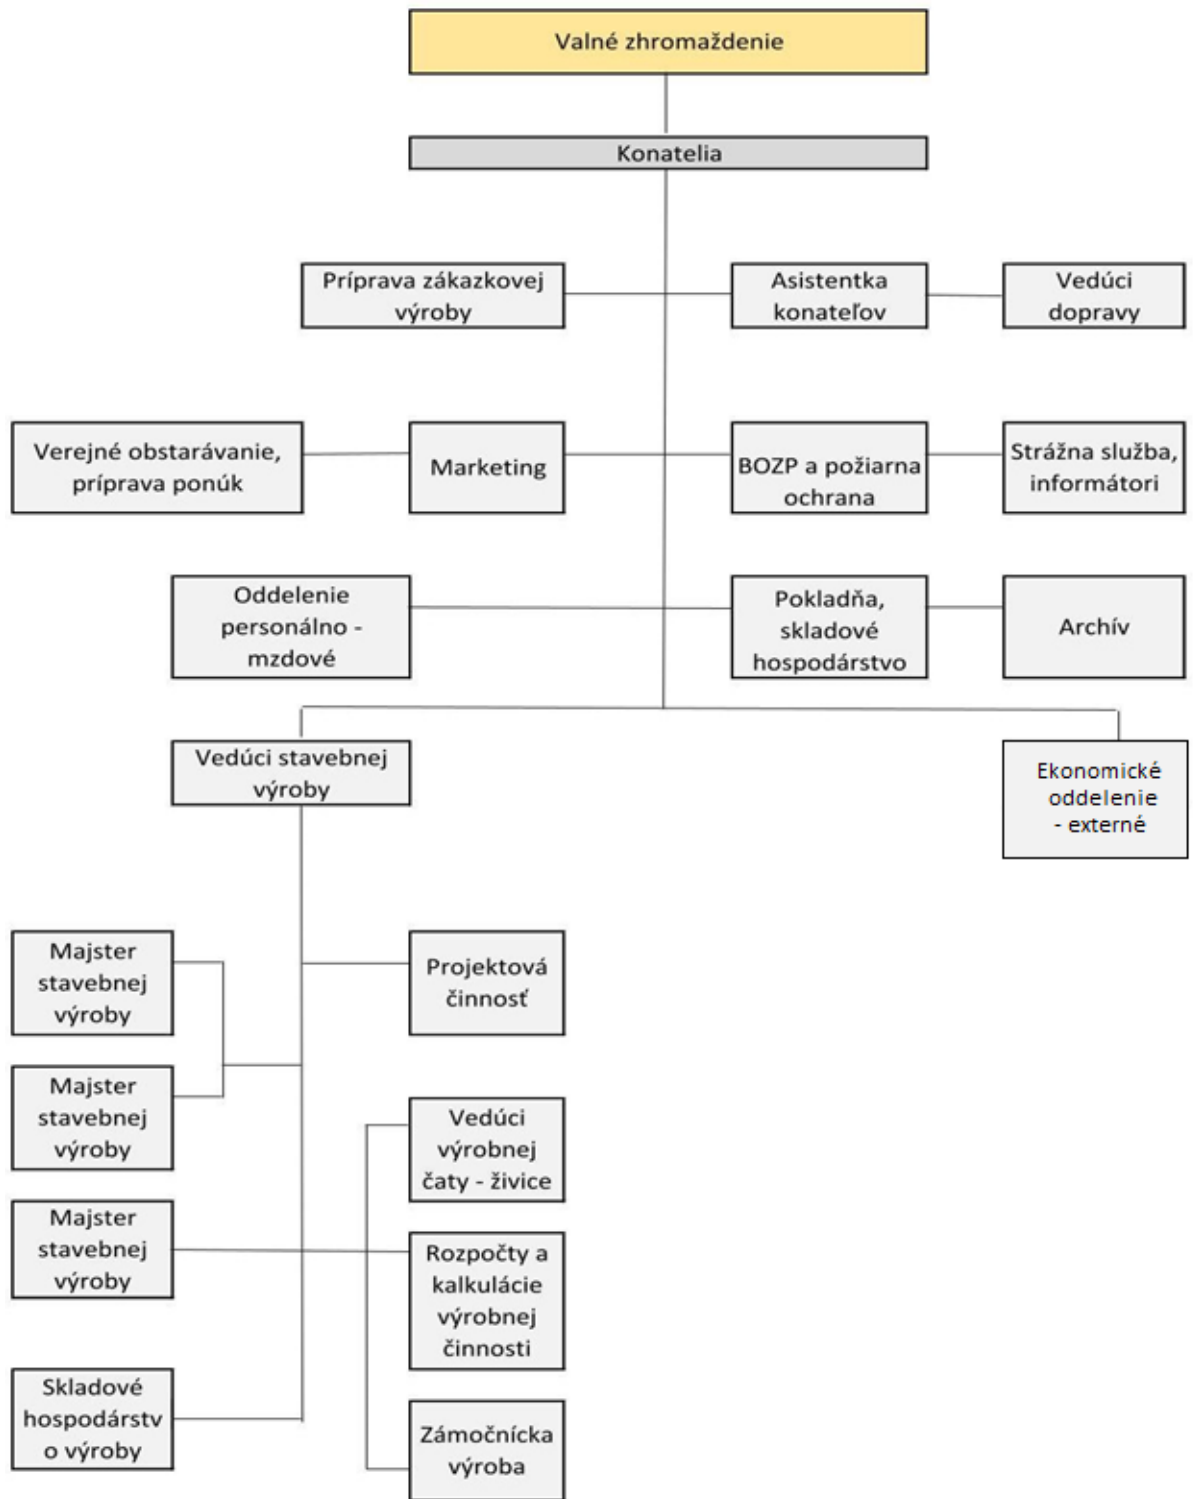 Valné zhromaždenie
Konatelia
Príprava zákazkovej
výroby
Asistentka
konateľov
Vedúci
dopravy
Verejné obstarávanie,
príprava ponúk
Marketing
BOZP a požiarna
ochrana
Strážna služba,
informátori
Oddelenie
personálno -
mzdové
Pokladňa,
skladové
hospodárstvo
Archív
Vedúci stavebnej
výroby
Ekonomické
oddelenie
- externé
Majster
stavebnej
výroby
Projektová
činnosť
Majster
stavebnej
výroby
Vedúci
výrobnej
čaty - živice
Majster
stavebnej
výroby
Rozpočty a
kalkulácie
výrobnej
činnosti
Skladové
hospodárstv
o výroby
Zámočnícka
výroba